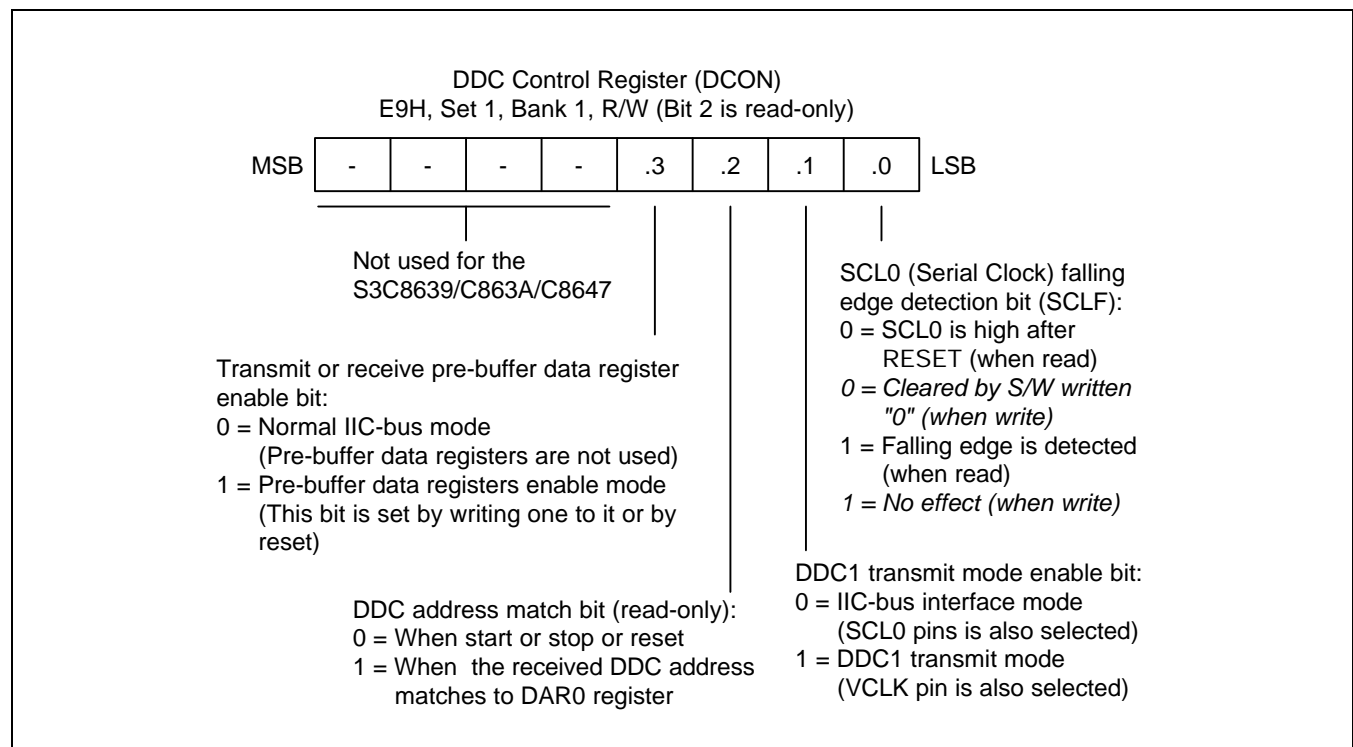 DDC Control Register (DCON)
E9H, Set 1, Bank 1, R/W (Bit 2 is read-only)
MSB - - - - .3 .2 .1 .0 LSB
Not used for the
S3C8639/C863A/C8647
Transmit or receive pre-buffer data register
enable bit:
0 = Normal IIC-bus mode
(Pre-buffer data registers are not used)
1 = Pre-buffer data registers enable mode
(This bit is set by writing one to it or by
reset)
DDC address match bit (read-only):
0 = When start or stop or reset
1 = When the received DDC address
matches to DAR0 register
SCL0 (Serial Clock) falling
edge detection bit (SCLF):
0 = SCL0 is high after
RESET (when read)
0 = Cleared by S/W written
"0" (when write)
1 = Falling edge is detected
(when read)
1 = No effect (when write)
DDC1 transmit mode enable bit:
0 = IIC-bus interface mode
(SCL0 pins is also selected)
1 = DDC1 transmit mode
(VCLK pin is also selected)